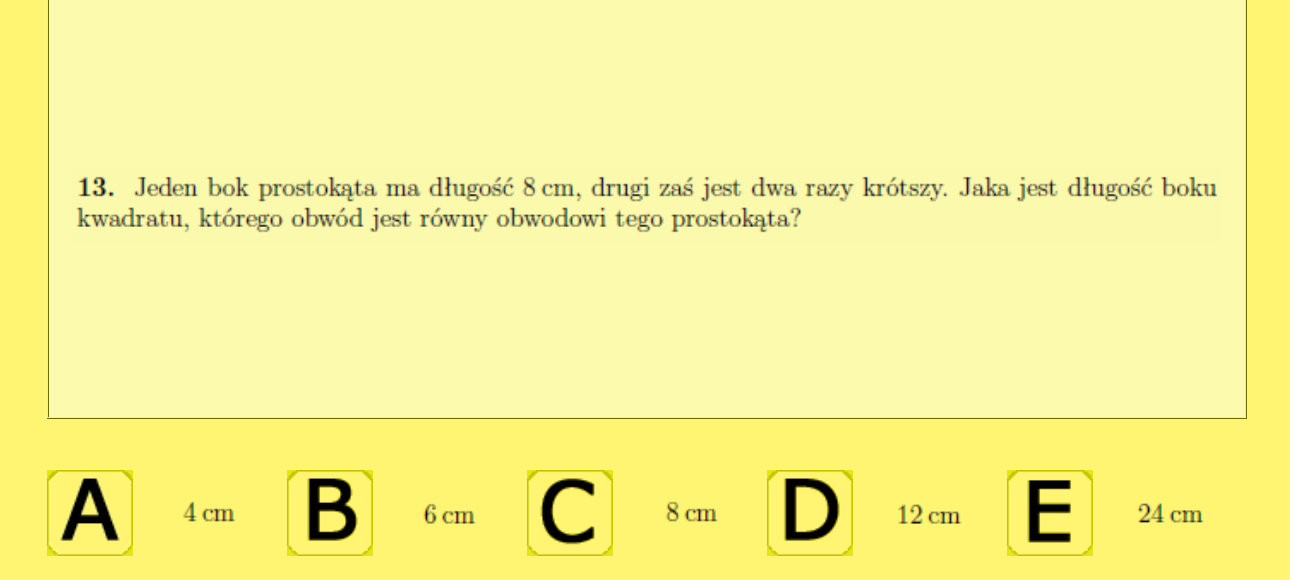 13. Jeden bok prostokąta ma długość 8 cm, drugi zaś jest dwa razy krótszy. Jaka jest długość boku
kwadratu, którego obwód jest równy obwodowi tego prostokąta?
A 4 cm B 6 cm C 8 cm D 12 cm E 24 cm